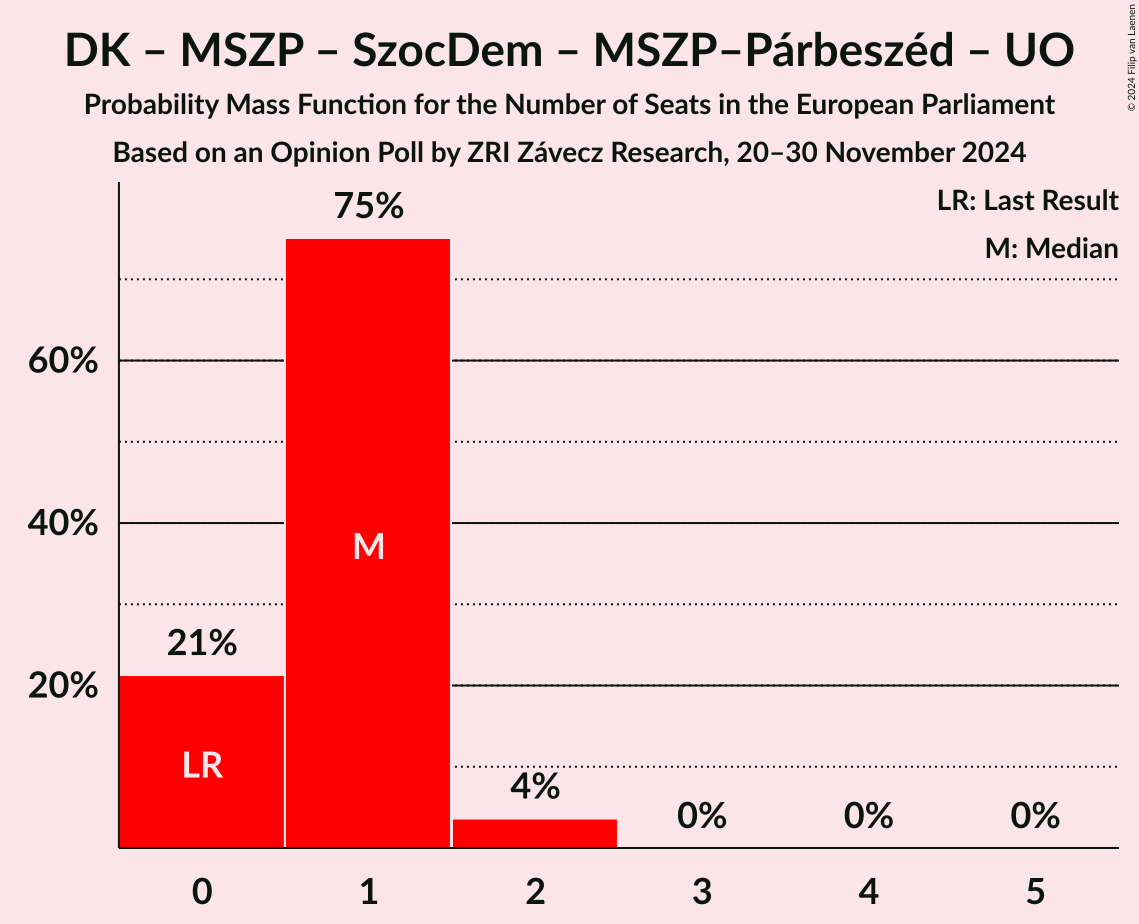 DK – MSZP – SzocDem – MSZP–Párbeszéd – UO
Probability Mass Function for the Number of Seats in the European Parliament
Based on an Opinion Poll by ZRI Závecz Research, 20–30 November 2024
© 2024 Filip van Laenen
LR: Last Result
M: Median
75%
60%
40%
M
21%
20%
LR
4%
0%
0%
0%
0
1
2
3
4
5